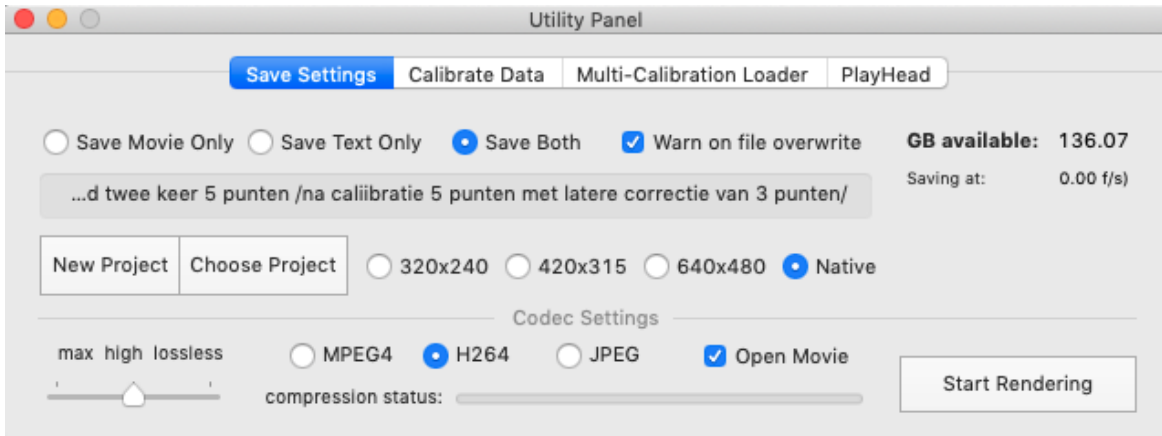 Utility Panel
Save Settings Calibrate Data Multi-Calibration Loader PlayHead
Save Movie Only Save Text Only Save Both Warn on file overwrite GB available: 136.07
...d twee keer 5 punten /na caliibratie 5 punten met latere correctie van 3 punten/ Saving at: 0.00 f/s)
New Project Choose Project 320x240 420x315 640x480 Native
Codec Settings
max high lossless MPEG4 H264 JPEG Open Movie
compression status: Start Rendering